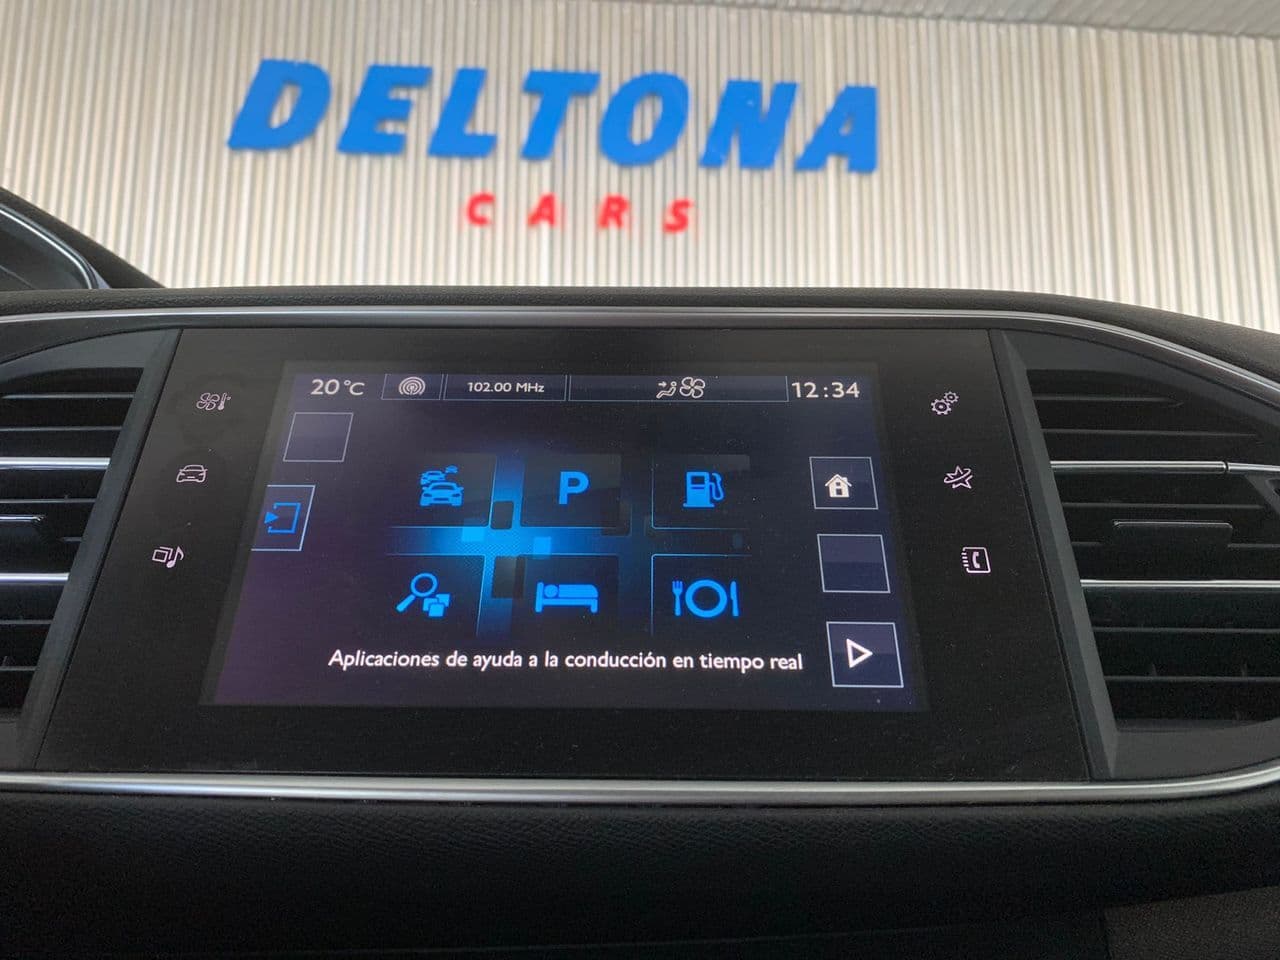 DELTONA
CARS
20°C 102.00 MHz 12:34
P
Aplicaciones de ayuda a la conducción en tiempo real